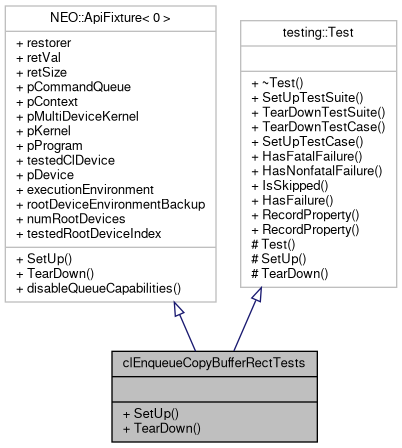 NEO::ApiFixture< 0 >
+ restorer
+ retVal
+ retSize
+ pCommandQueue
+ pContext
+ pMultiDeviceKernel
+ pKernel
+ pProgram
+ testedClDevice
+ pDevice
+ executionEnvironment
+ rootDeviceEnvironmentBackup
+ numRootDevices
+ testedRootDeviceIndex
+ SetUp()
+ TearDown()
+ disableQueueCapabilities()
testing::Test
+ ~Test()
+ SetUpTestSuite()
+ TearDownTestSuite()
+ TearDownTestCase()
+ SetUpTestCase()
+ HasFatalFailure()
+ HasNonfatalFailure()
+ IsSkipped()
+ HasFailure()
+ RecordProperty()
+ RecordProperty()
# Test()
# SetUp()
# TearDown()
clEnqueueCopyBufferRectTests
+ SetUp()
+ TearDown()